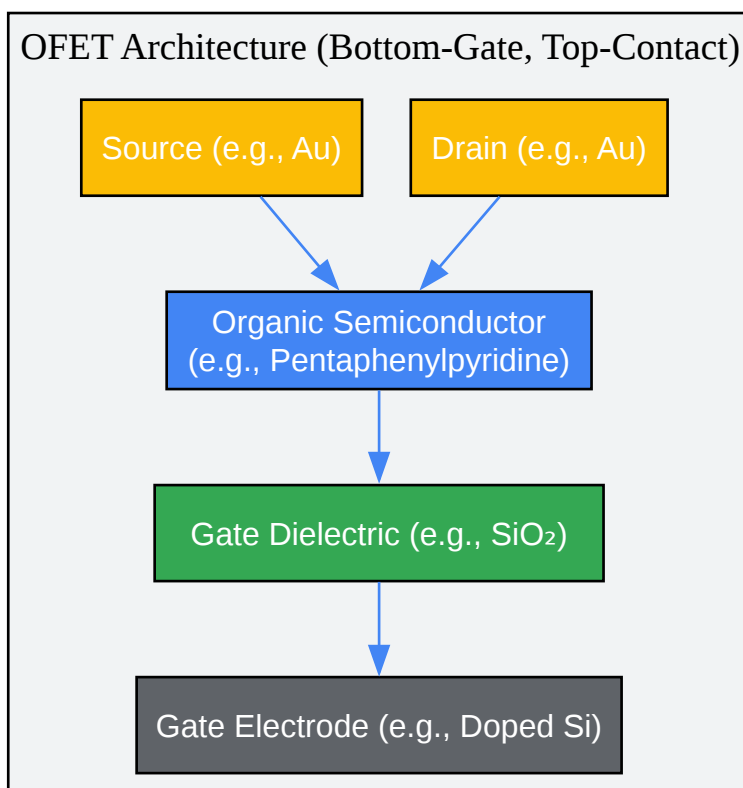 OFET Architecture (Bottom-Gate, Top-Contact)
Source (e.g., Au)
Drain (e.g., Au)
Organic Semiconductor
(e.g., Pentaphenylpyridine)
Gate Dielectric (e.g., SiO₂)
Gate Electrode (e.g., Doped Si)